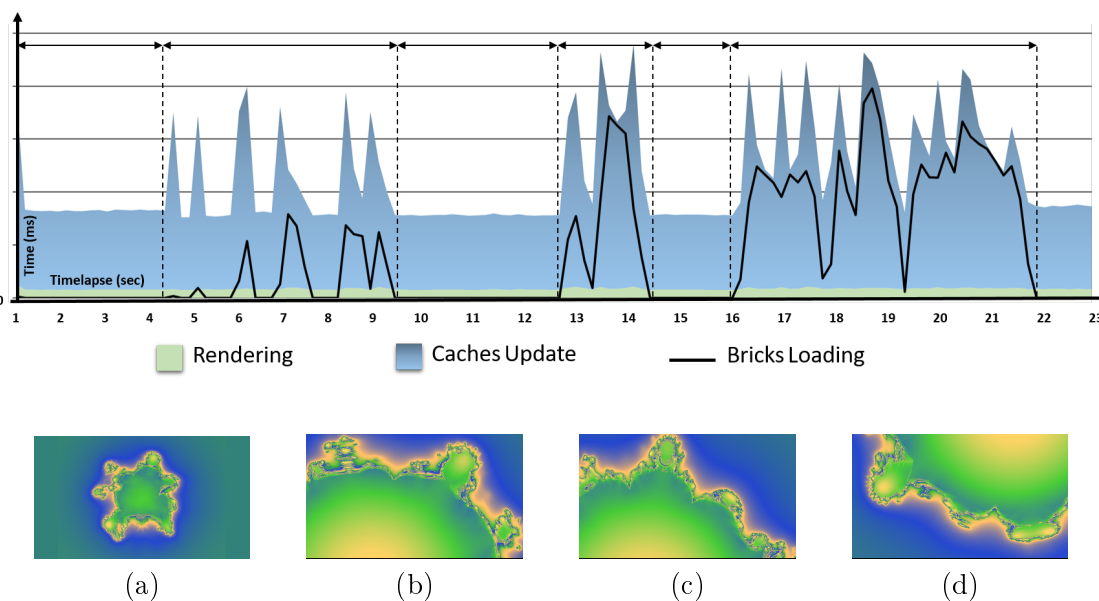 Time (ms)
Timelapse (sec)
0
1 2 3 4 5 6 7 8 9 10 11 12 13 14 15 16 17 18 19 20 21 22 23
Rendering Caches Update Bricks Loading
(a) (b) (c) (d)